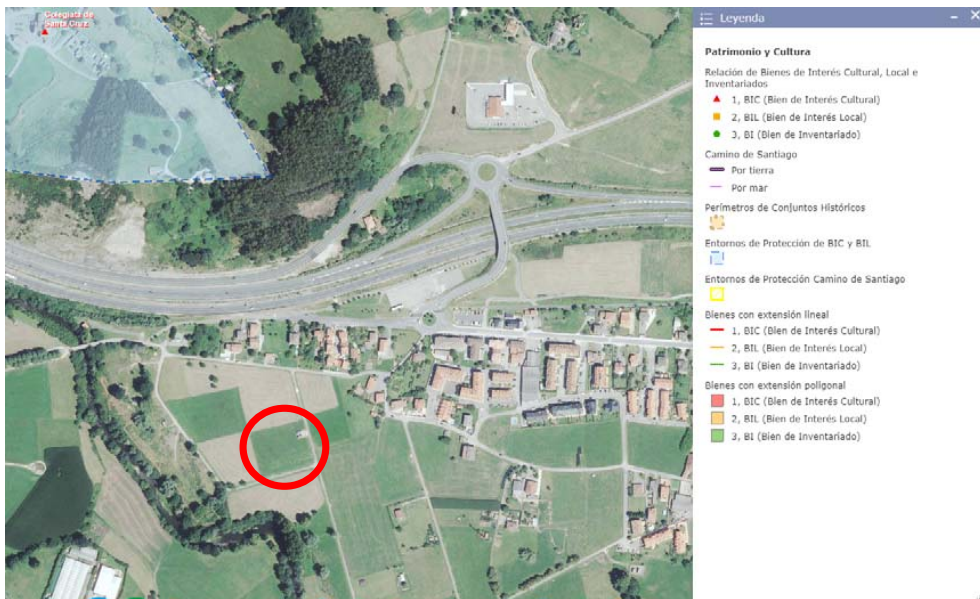 Colegiata de
Santa Cruz
Leyenda
Patrimonio y Cultura
Relación de Bienes de Interés Cultural, Local e
Inventariados
1, BIC (Bien de Interés Cultural)
2, BIL (Bien de Interés Local)
3, BI (Bien de Inventariado)
Camino de Santiago
Por tierra
Por mar
Perímetros de Conjuntos Históricos
Entornos de Protección de BIC y BIL
Entornos de Protección Camino de Santiago
Bienes con extensión lineal
1, BIC (Bien de Interés Cultural)
2, BIL (Bien de Interés Local)
3, BI (Bien de Inventariado)
Bienes con extensión poligonal
1, BIC (Bien de Interés Cultural)
2, BIL (Bien de Interés Local)
3, BI (Bien de Inventariado)